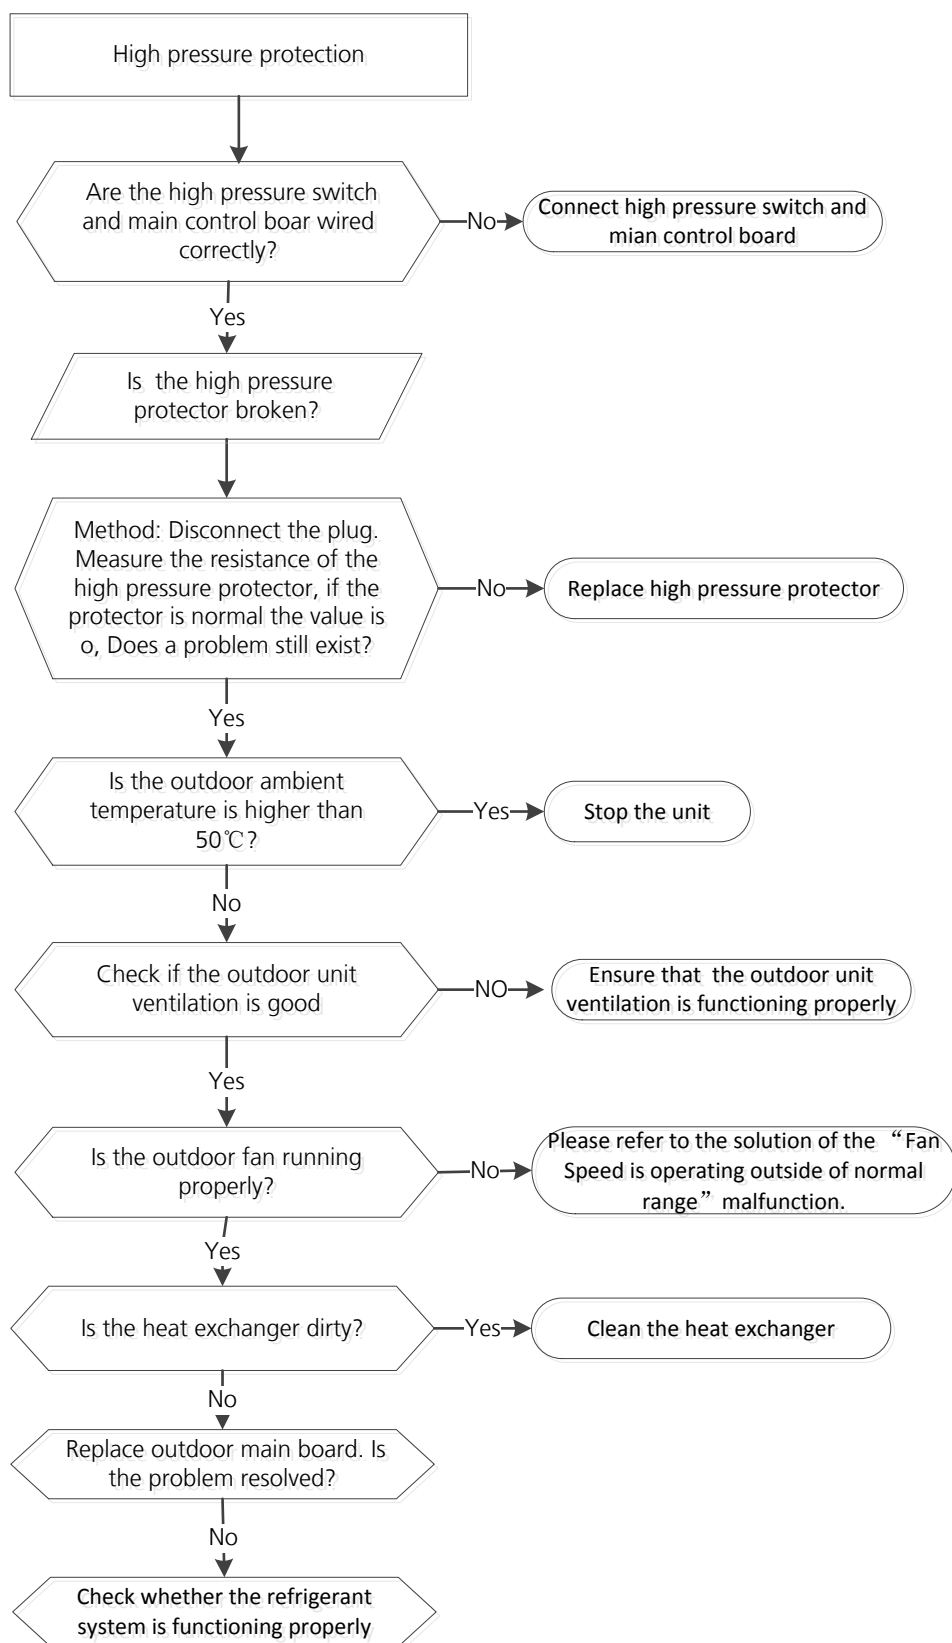 High pressure protection
Are the high pressure switch
and main control boar wired
correctly?
No
Connect high pressure switch and
mian control board
Yes
Is the high pressure
protector broken?
Method: Disconnect the plug.
Measure the resistance of the
high pressure protector, if the
protector is normal the value is
o, Does a problem still exist?
No
Replace high pressure protector
Yes
Is the outdoor ambient
temperature is higher than
50℃?
Yes
Stop the unit
No
Check if the outdoor unit
ventilation is good
NO
Ensure that the outdoor unit
ventilation is functioning properly
Yes
Is the outdoor fan running
properly?
No
Please refer to the solution of the “Fan
Speed is operating outside of normal
range” malfunction.
Yes
Is the heat exchanger dirty?
Yes
Clean the heat exchanger
No
Replace outdoor main board. Is
the problem resolved?
No
Check whether the refrigerant
system is functioning properly